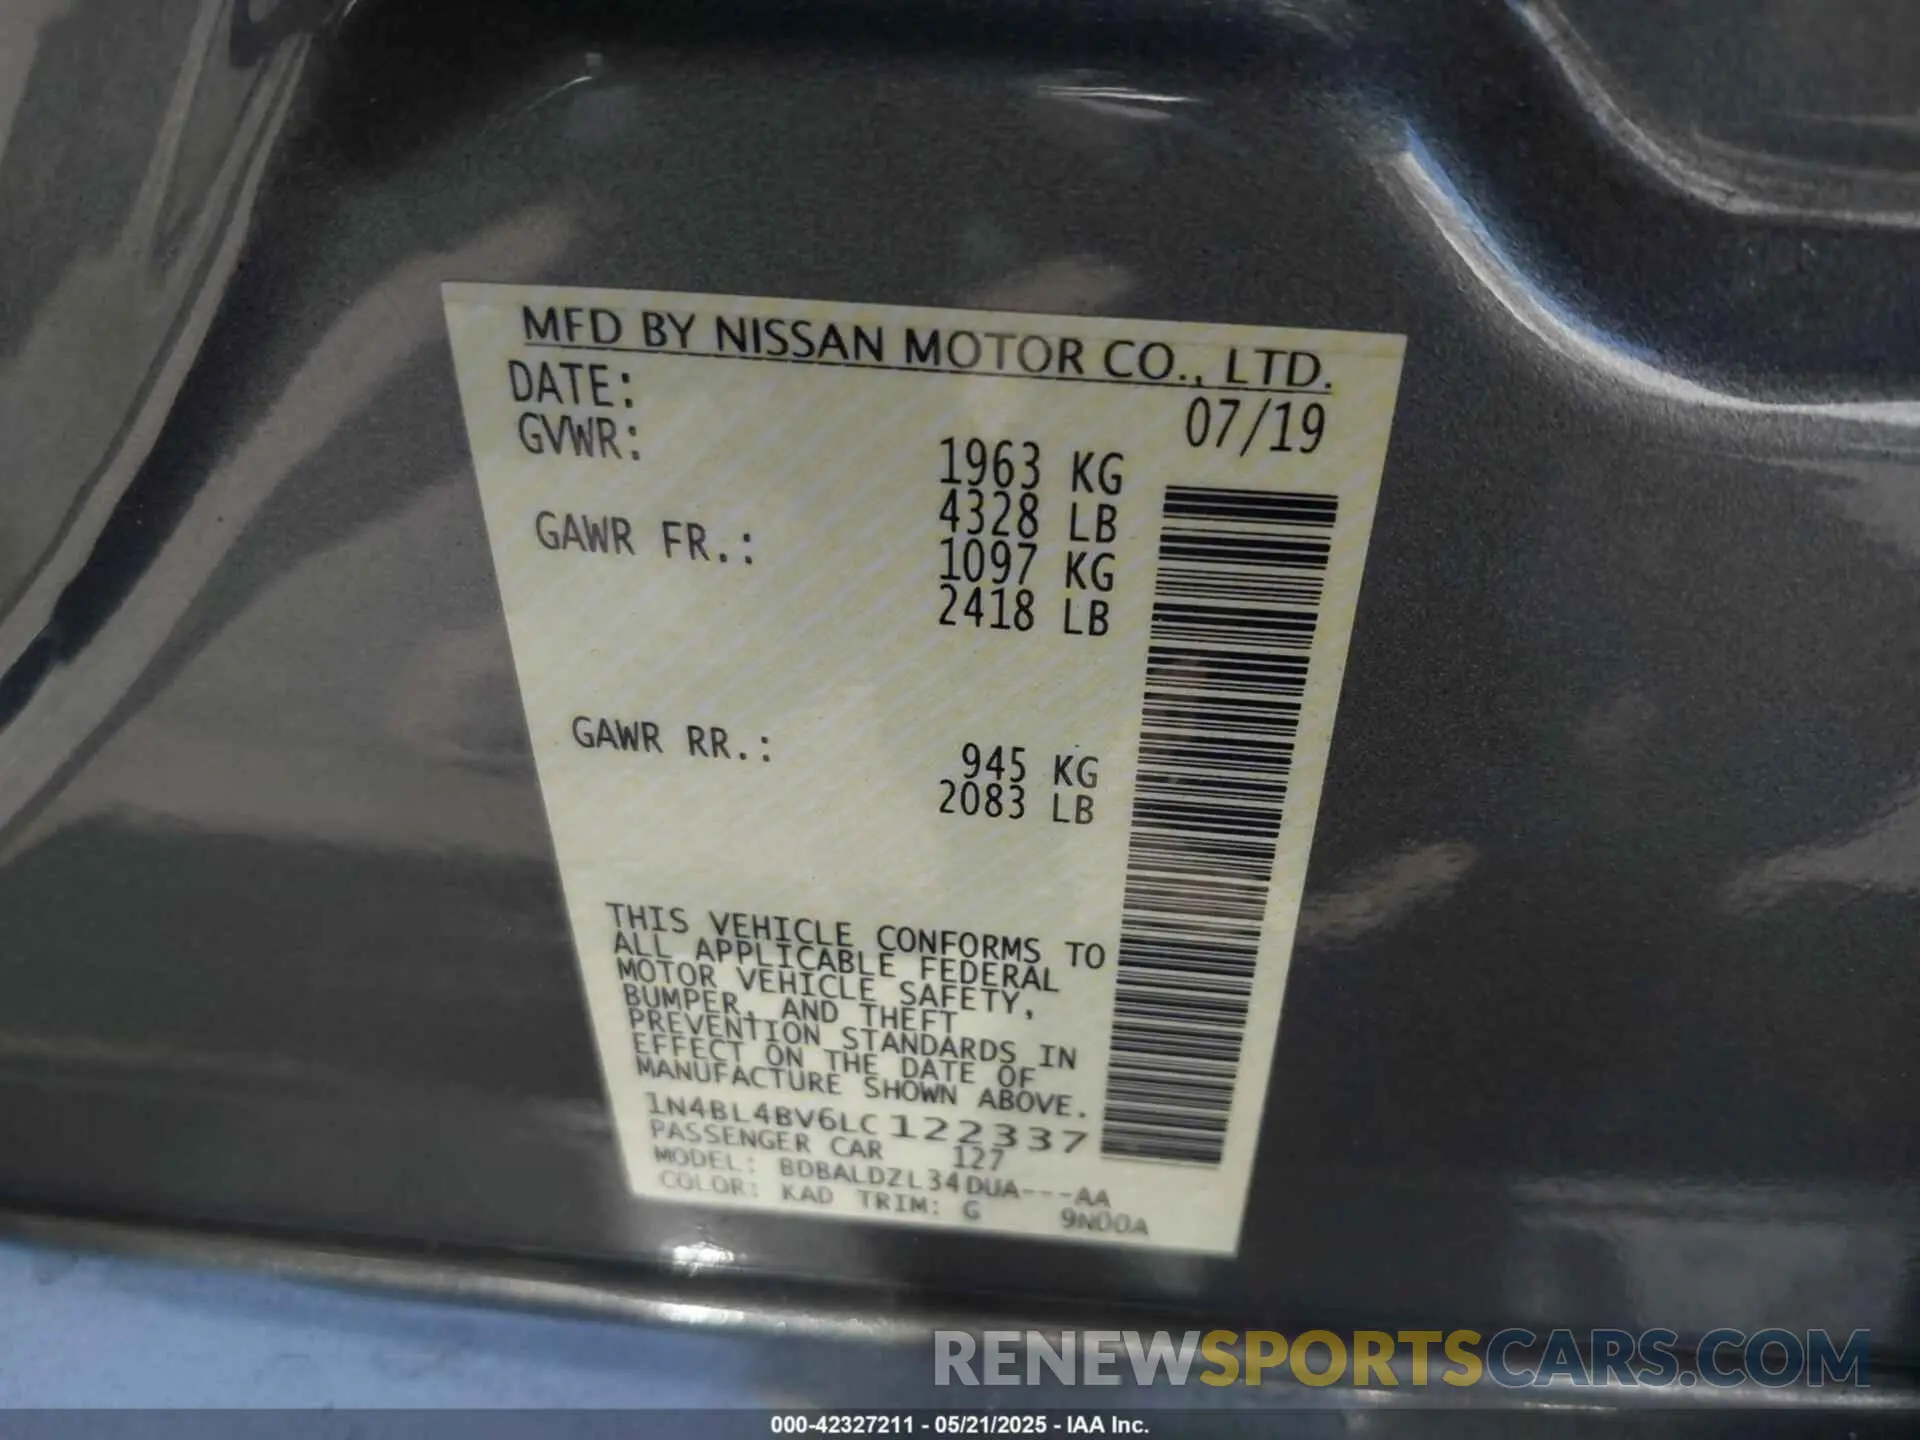 MFD BY NISSAN MOTOR CO., LTD.
DATE: 07/19
GVWR: 1963 KG
4328 LB
GAWR FR.: 1097 KG
2418 LB
GAWR RR.: 945 KG
2083 LB
THIS VEHICLE CONFORMS TO
ALL APPLICABLE FEDERAL
MOTOR VEHICLE SAFETY,
BUMPER, AND THEFT
PREVENTION STANDARDS IN
EFFECT ON THE DATE OF
MANUFACTURE SHOWN ABOVE.
1N4BL4BV6LC122337
PASSENGER CAR 127
MODEL: BDBALDZL34DUA---AA
COLOR: KAD TRIM: G 9N00A
RENEWSPORTSCARS.COM
000-42327211 - 05/21/2025 - IAA Inc.